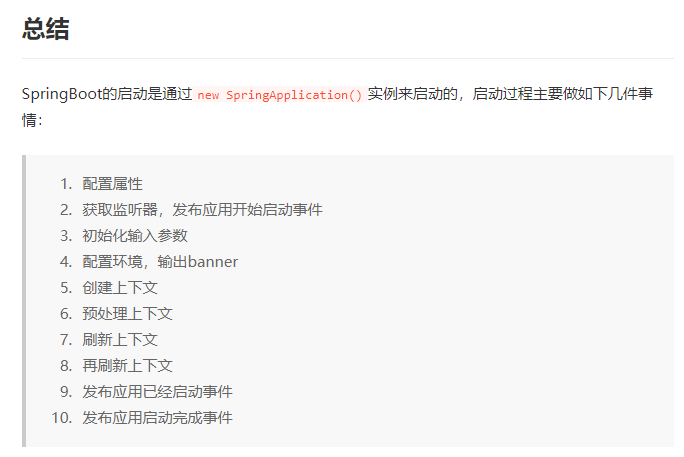 总结
SpringBoot的启动是通过 new SpringApplication() 实例来启动的，启动过程主要做如下几件事
情：
1. 配置属性
2. 获取监听器，发布应用开始启动事件
3. 初始化输入参数
4. 配置环境，输出banner
5. 创建上下文
6. 预处理上下文
7. 刷新上下文
8. 再刷新上下文
9. 发布应用已经启动事件
10. 发布应用启动完成事件